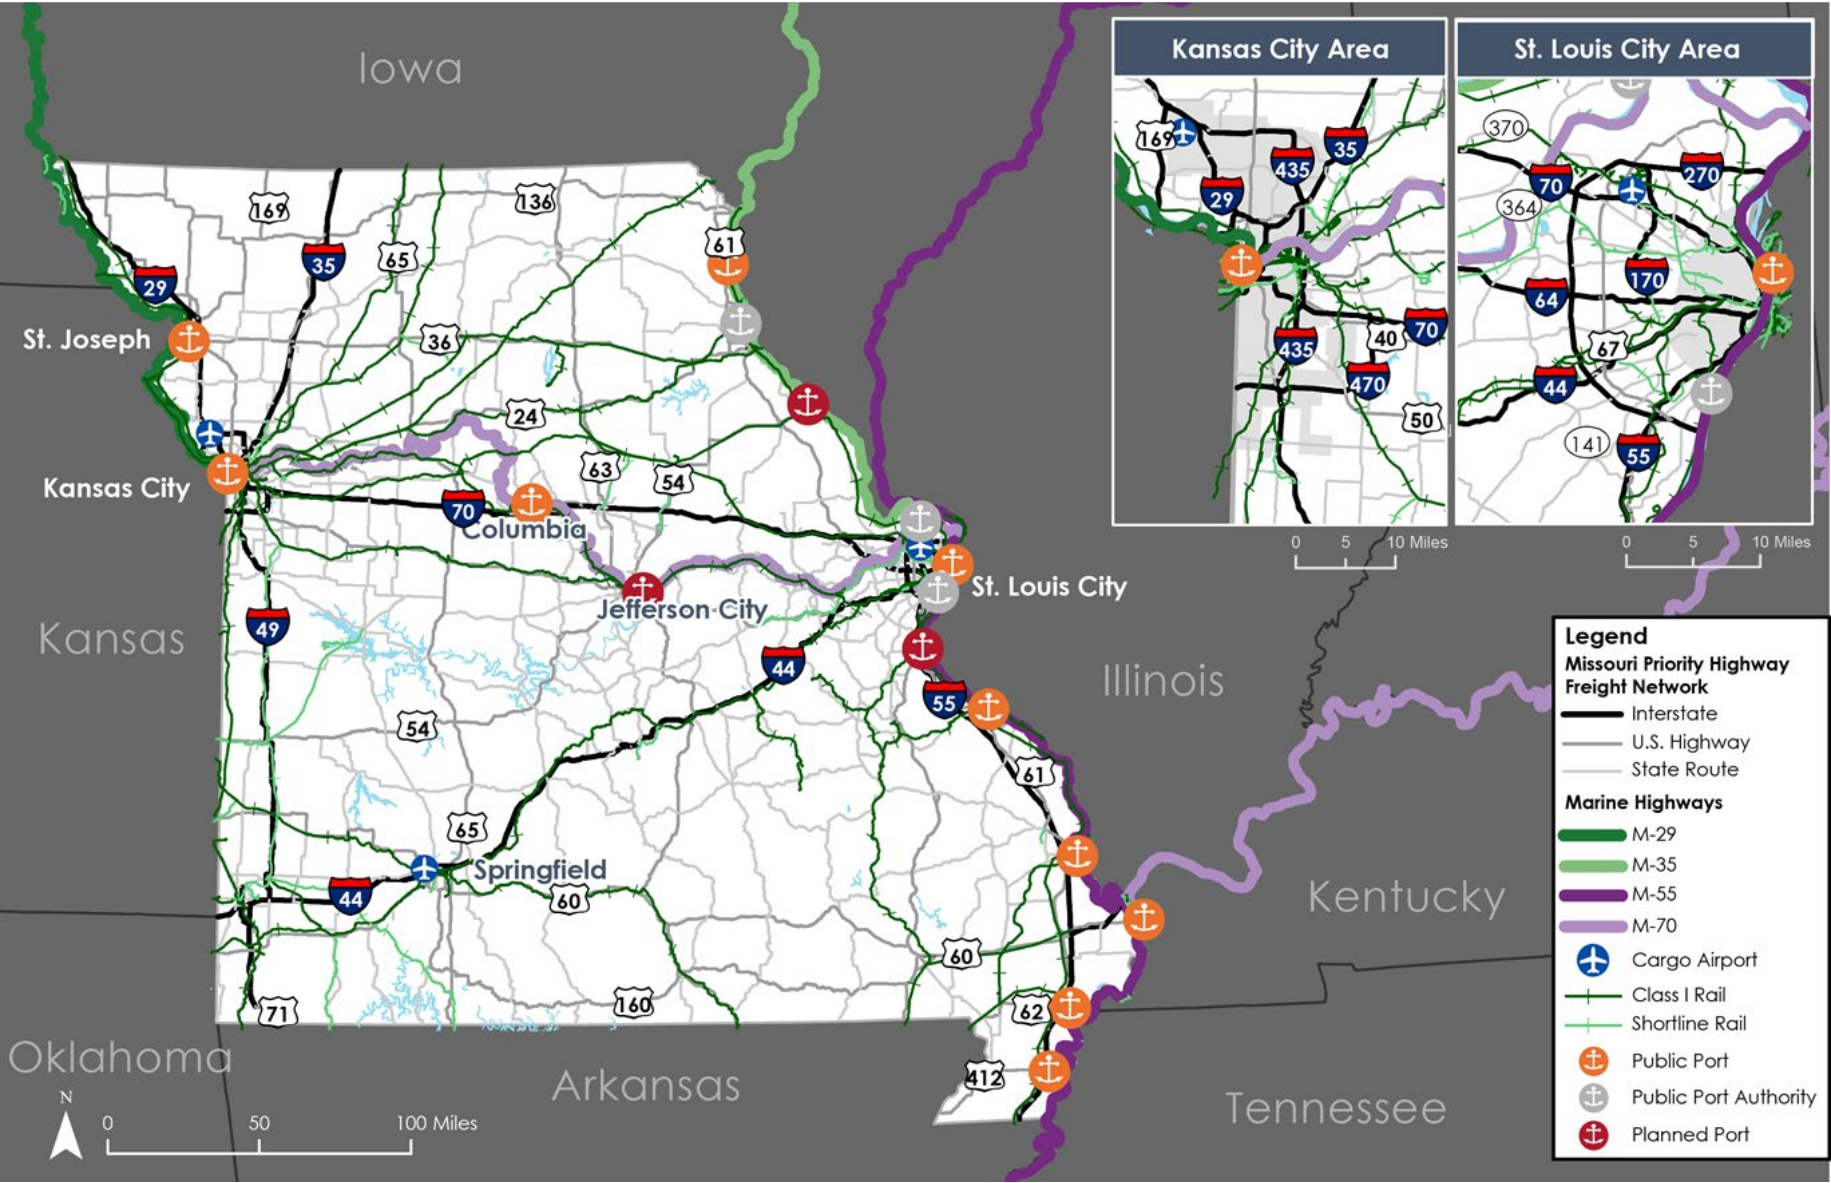 Iowa
Kansas City Area
St. Louis City Area
169
35
435
29
435
40
70
470
50
0 5 10 Miles
370
70
270
364
170
64
67
44
141
55
0 5 10 Miles
169
136
61
35
65
29
St. Joseph
36
24
63
54
Kansas City
70
Columbia
St. Louis City
Jefferson City
Kansas
49
44
Illinois
55
54
61
65
Springfield
44
60
Kentucky
60
71
160
62
Oklahoma
Arkansas
412
Tennessee
N
0 50 100 Miles
Legend
Missouri Priority Highway
Freight Network
Interstate
U.S. Highway
State Route
Marine Highways
M-29
M-35
M-55
M-70
Cargo Airport
Class I Rail
Shortline Rail
Public Port
Public Port Authority
Planned Port